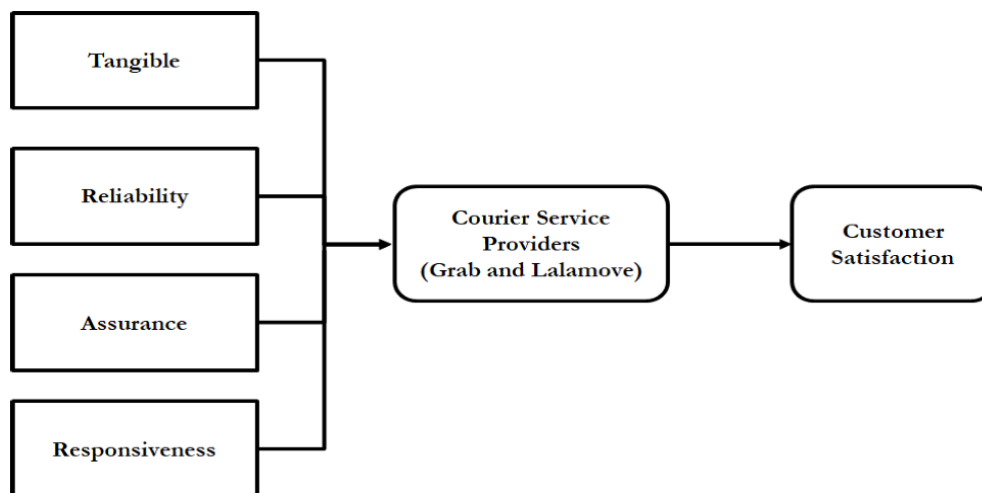 Tangible
Reliability
Assurance
Responsiveness
Courier Service
Providers
(Grab and Lalamove)
Customer
Satisfaction